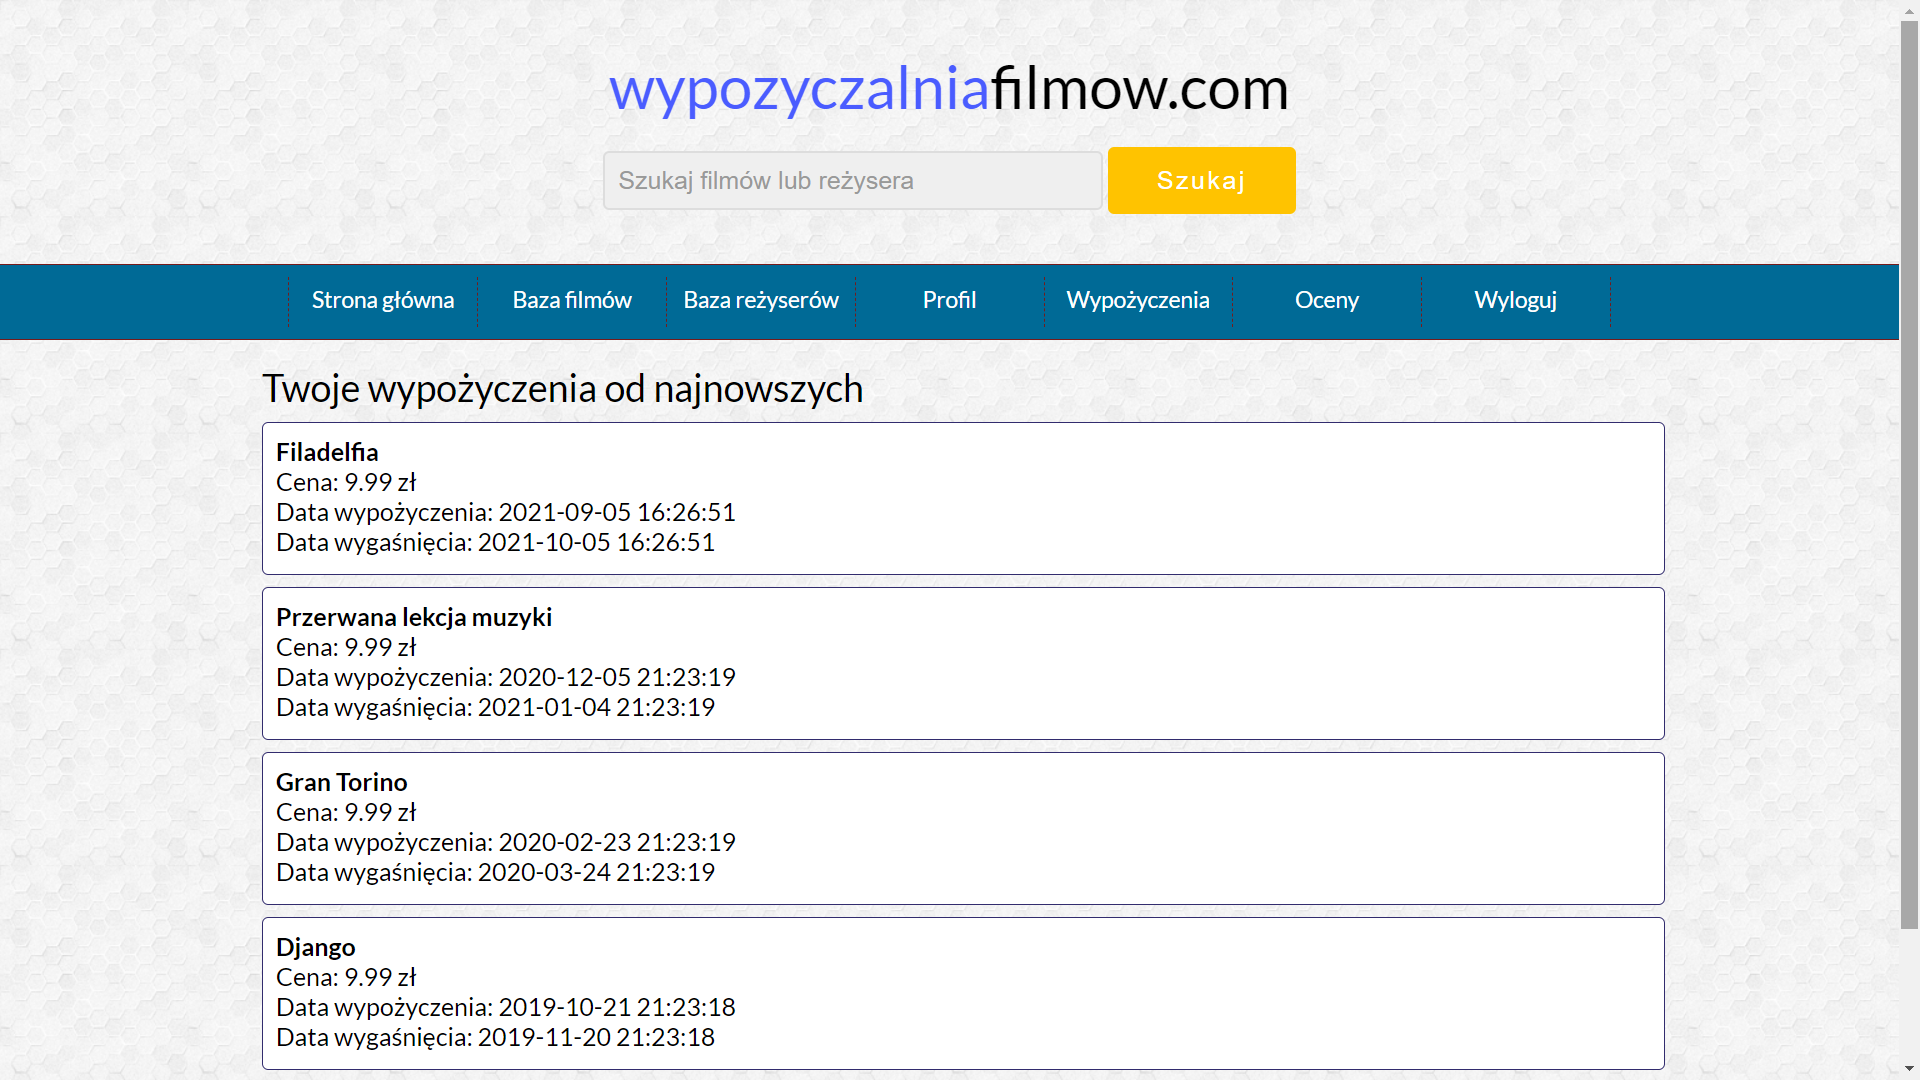 wypozyczalniafilmow.com
Szukaj filmów lub reżysera
Szukaj
Strona główna
Baza filmów
Baza reżyserów
Profil
Wypożyczenia
Oceny
Wyloguj
Twoje wypożyczenia od najnowszych
Filadelfia
Cena: 9.99 zł
Data wypożyczenia: 2021-09-05 16:26:51
Data wygaśnięcia: 2021-10-05 16:26:51
Przerwana lekcja muzyki
Cena: 9.99 zł
Data wypożyczenia: 2020-12-05 21:23:19
Data wygaśnięcia: 2021-01-04 21:23:19
Gran Torino
Cena: 9.99 zł
Data wypożyczenia: 2020-02-23 21:23:19
Data wygaśnięcia: 2020-03-24 21:23:19
Django
Cena: 9.99 zł
Data wypożyczenia: 2019-10-21 21:23:18
Data wygaśnięcia: 2019-11-20 21:23:18